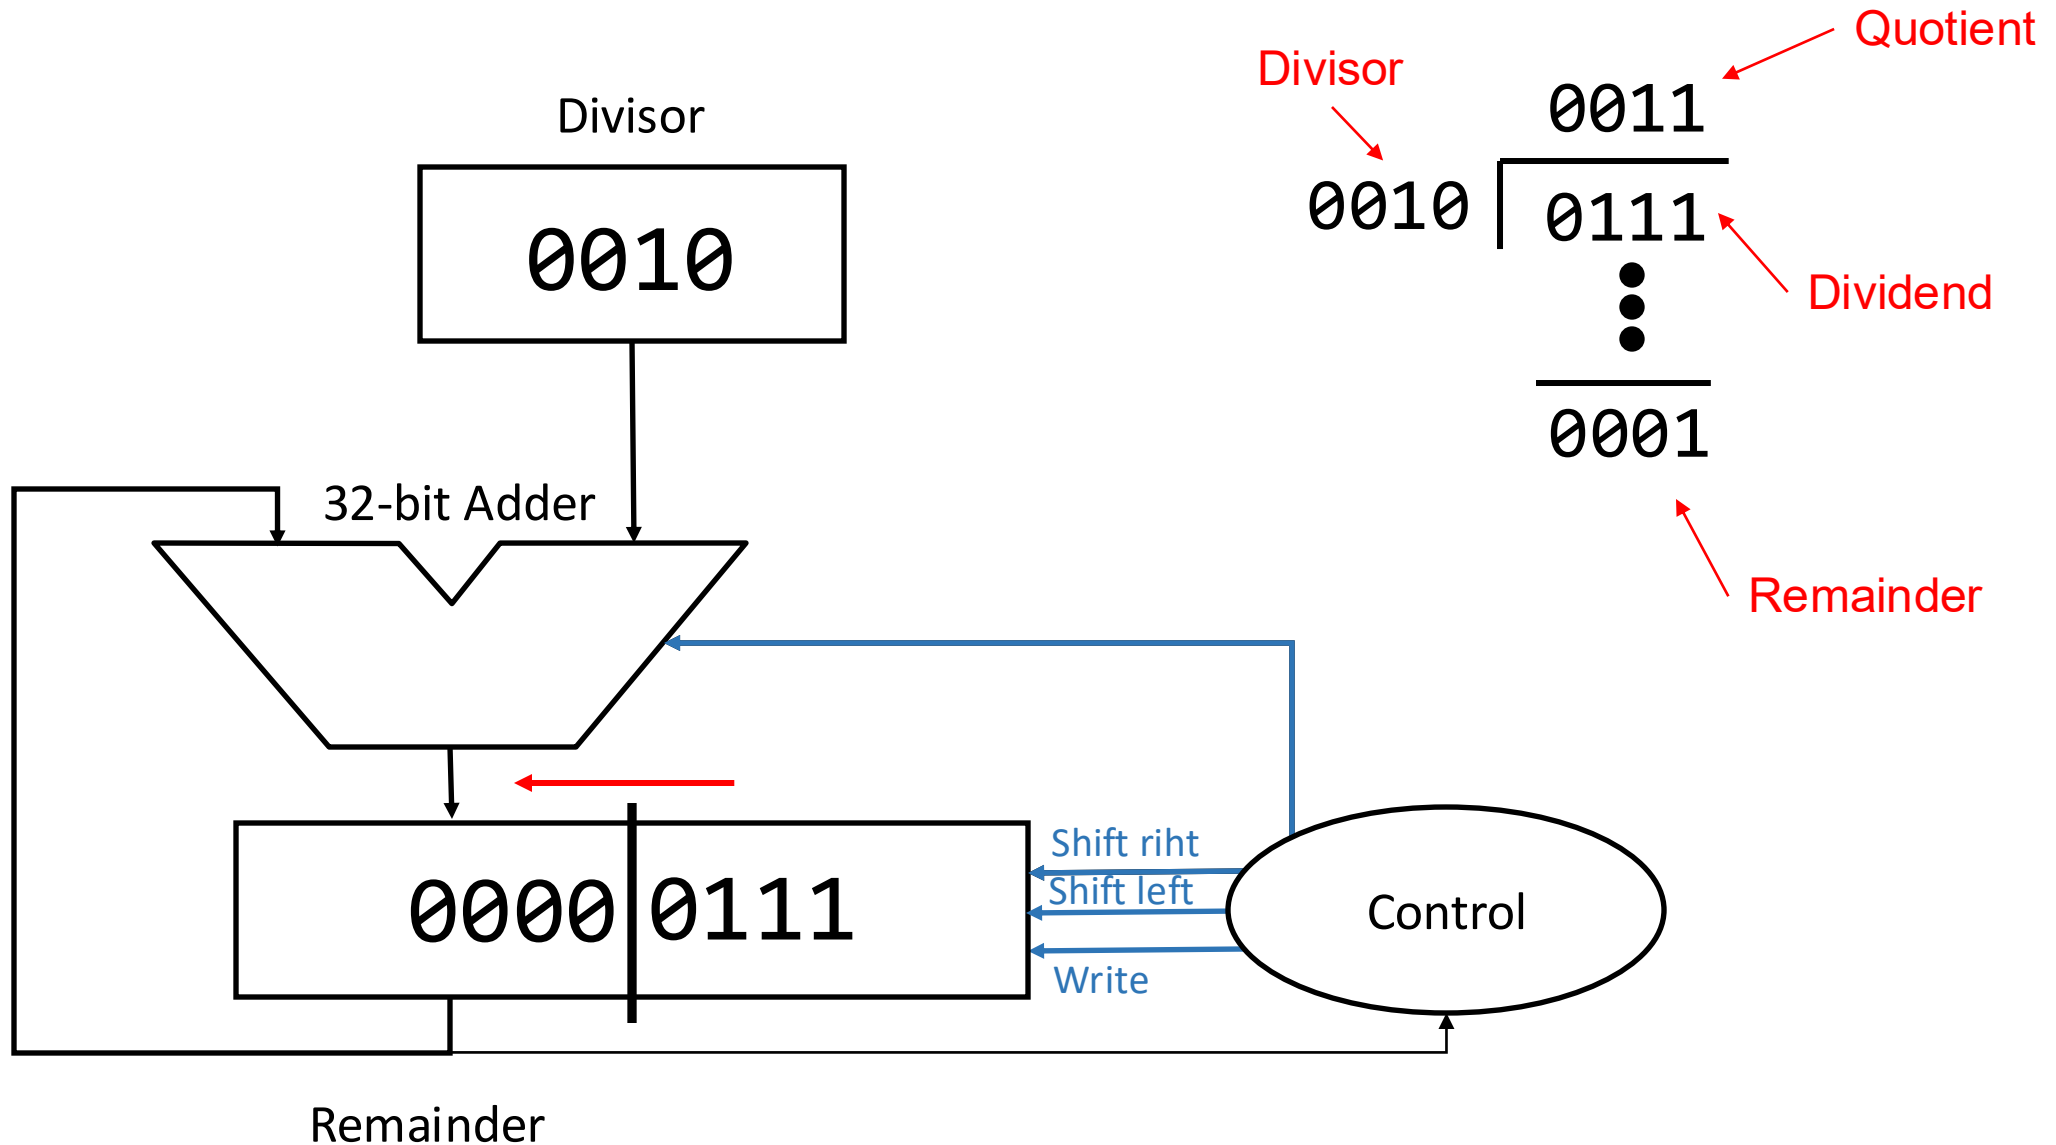 Quotient
Divisor
Divisor
0011
0010
0111
0010
Dividend
0001
32-bit Adder
Remainder
Shift riht
Shift left
0000 0111
Control
Write
Remainder